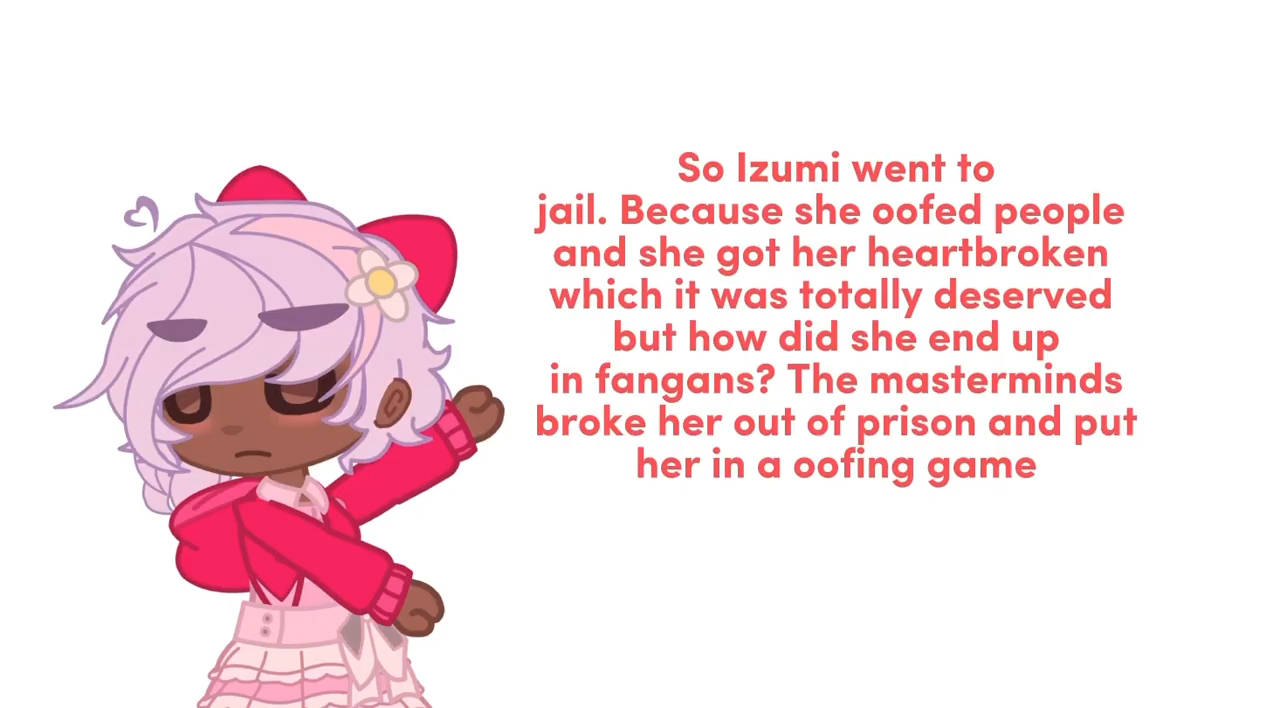 So Izumi went to
jail. Because she oofed people
and she got her heartbroken
which it was totally deserved
but how did she end up
in fangans? The masterminds
broke her out of prison and put
her in a oofing game